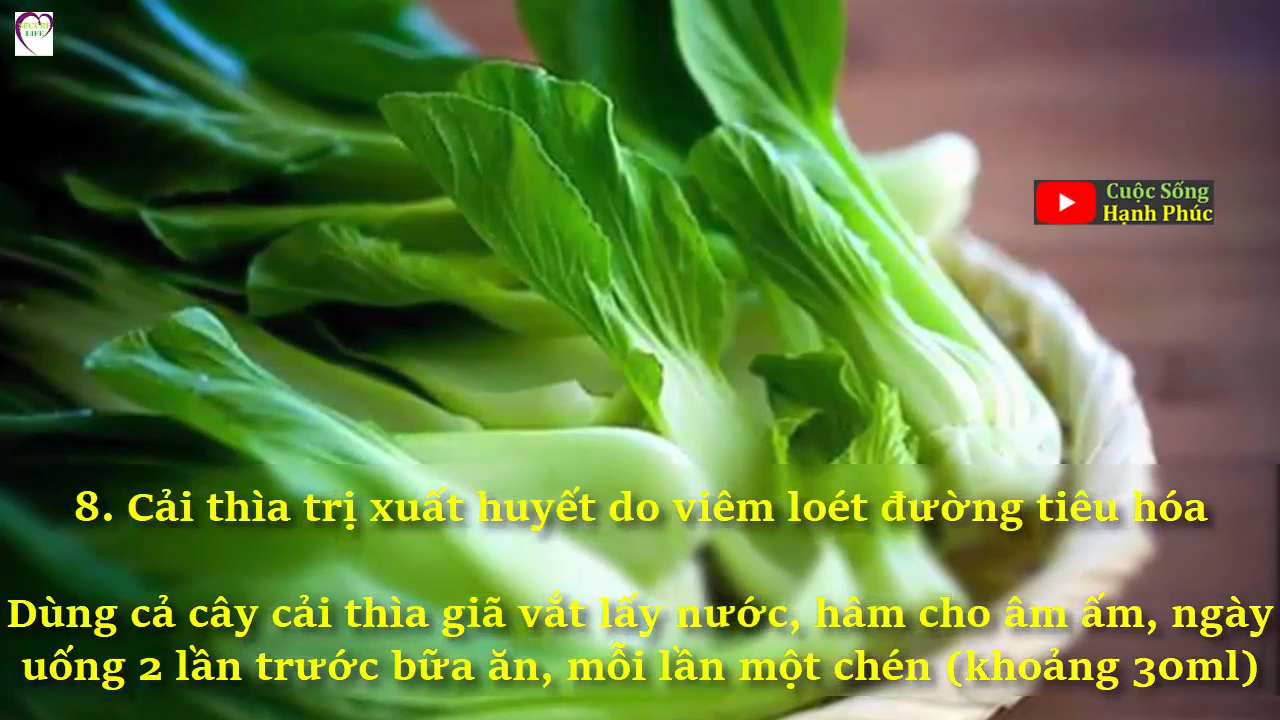 SECURE
LIFE
Cuộc Sống
Hạnh Phúc
8. Cải thìa trị xuất huyết do viêm loét đường tiêu hóa
Dùng cả cây cải thìa giã vắt lấy nước, hâm cho âm ấm, ngày
uống 2 lần trước bữa ăn, mỗi lần một chén (khoảng 30ml)